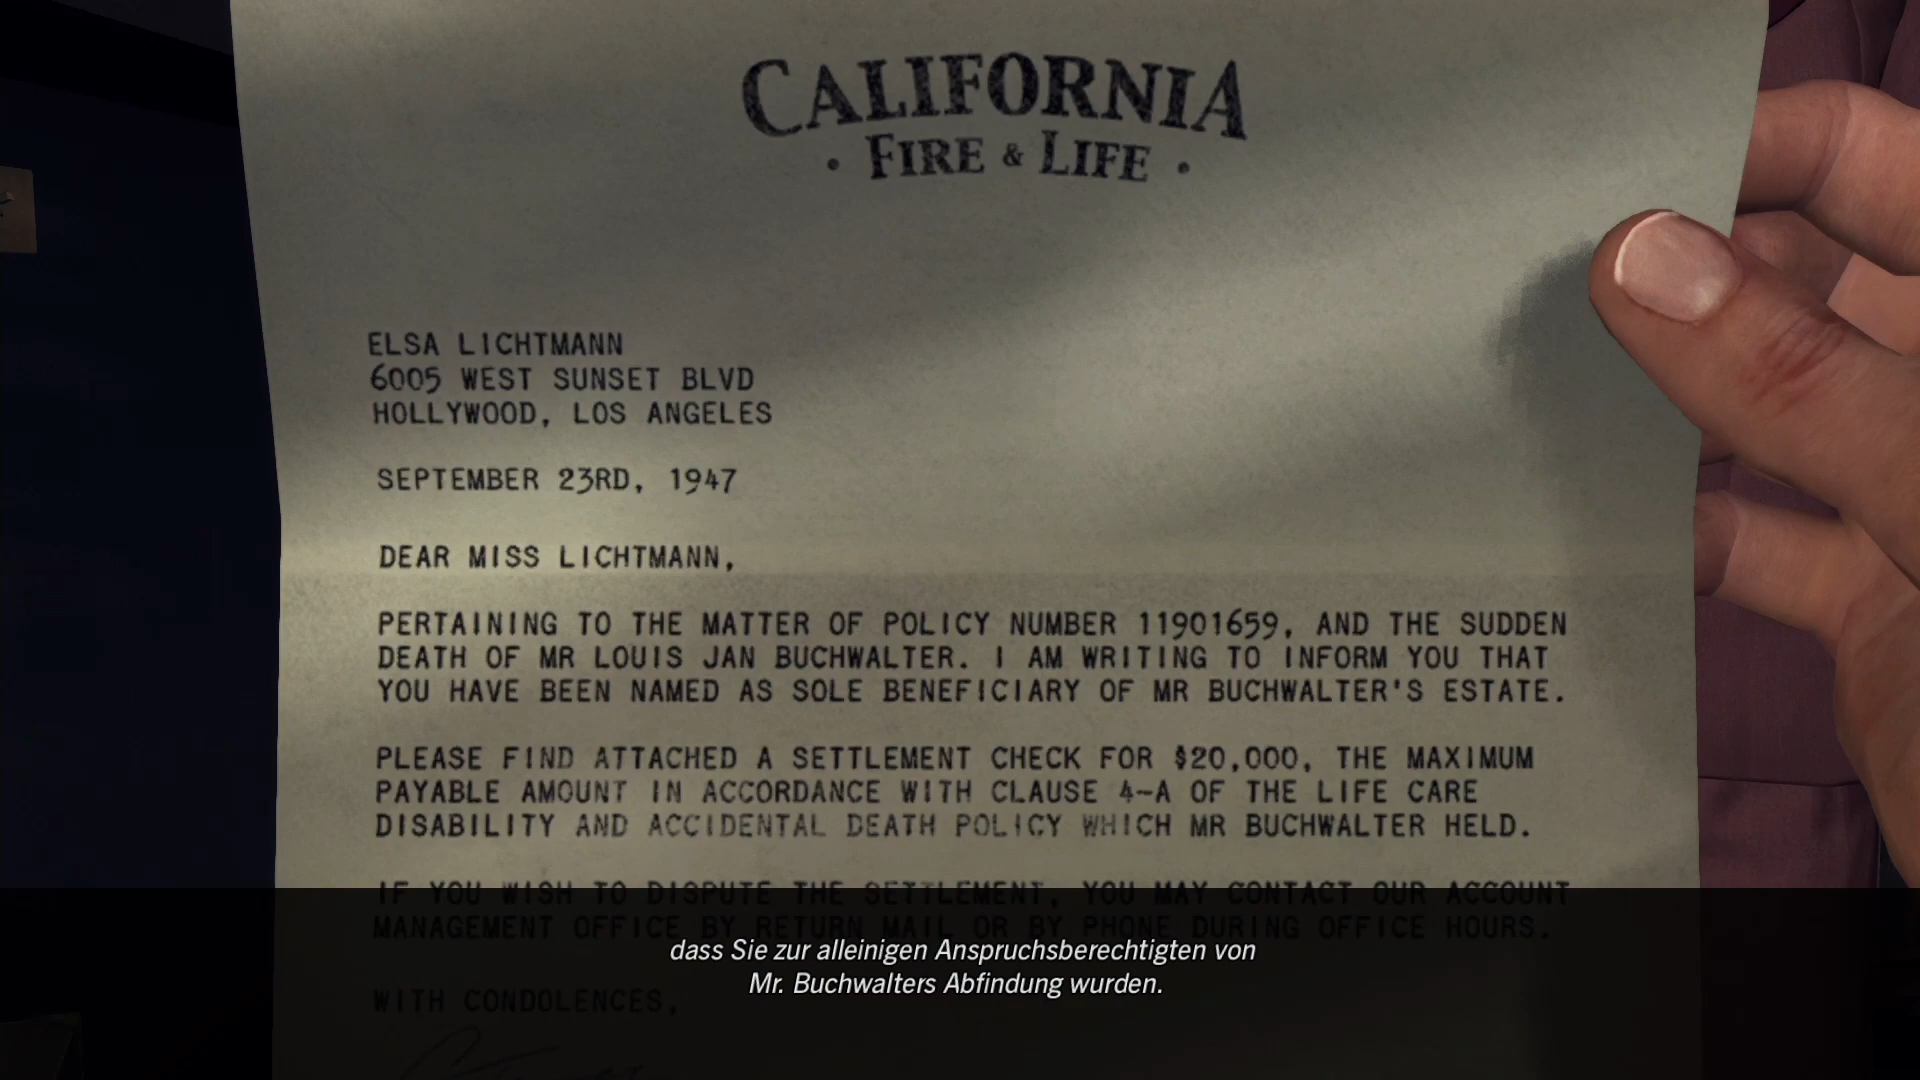 CALIFORNIA
• FIRE & LIFE •
ELSA LICHTMANN
6005 WEST SUNSET BLVD
HOLLYWOOD, LOS ANGELES
SEPTEMBER 23RD, 1947
DEAR MISS LICHTMANN,
PERTAINING TO THE MATTER OF POLICY NUMBER 11901659, AND THE SUDDEN
DEATH OF MR LOUIS JAN BUCHWALTER. I AM WRITING TO INFORM YOU THAT
YOU HAVE BEEN NAMED AS SOLE BENEFICIARY OF MR BUCHWALTER'S ESTATE.
PLEASE FIND ATTACHED A SETTLEMENT CHECK FOR $20,000, THE MAXIMUM
PAYABLE AMOUNT IN ACCORDANCE WITH CLAUSE 4-A OF THE LIFE CARE
DISABILITY AND ACCIDENTAL DEATH POLICY WHICH MR BUCHWALTER HELD.
IF YOU WISH TO DISPUTE THE SETTLEMENT, YOU MAY CONTACT OUR ACCOUNT
MANAGEMENT OFFICE BY RETURN MAIL OR BY PHONE DURING OFFICE HOURS.
dass Sie zur alleinigen Anspruchsberechtigten von
Mr. Buchwalters Abfindung wurden.
WITH CONDOLENCES,